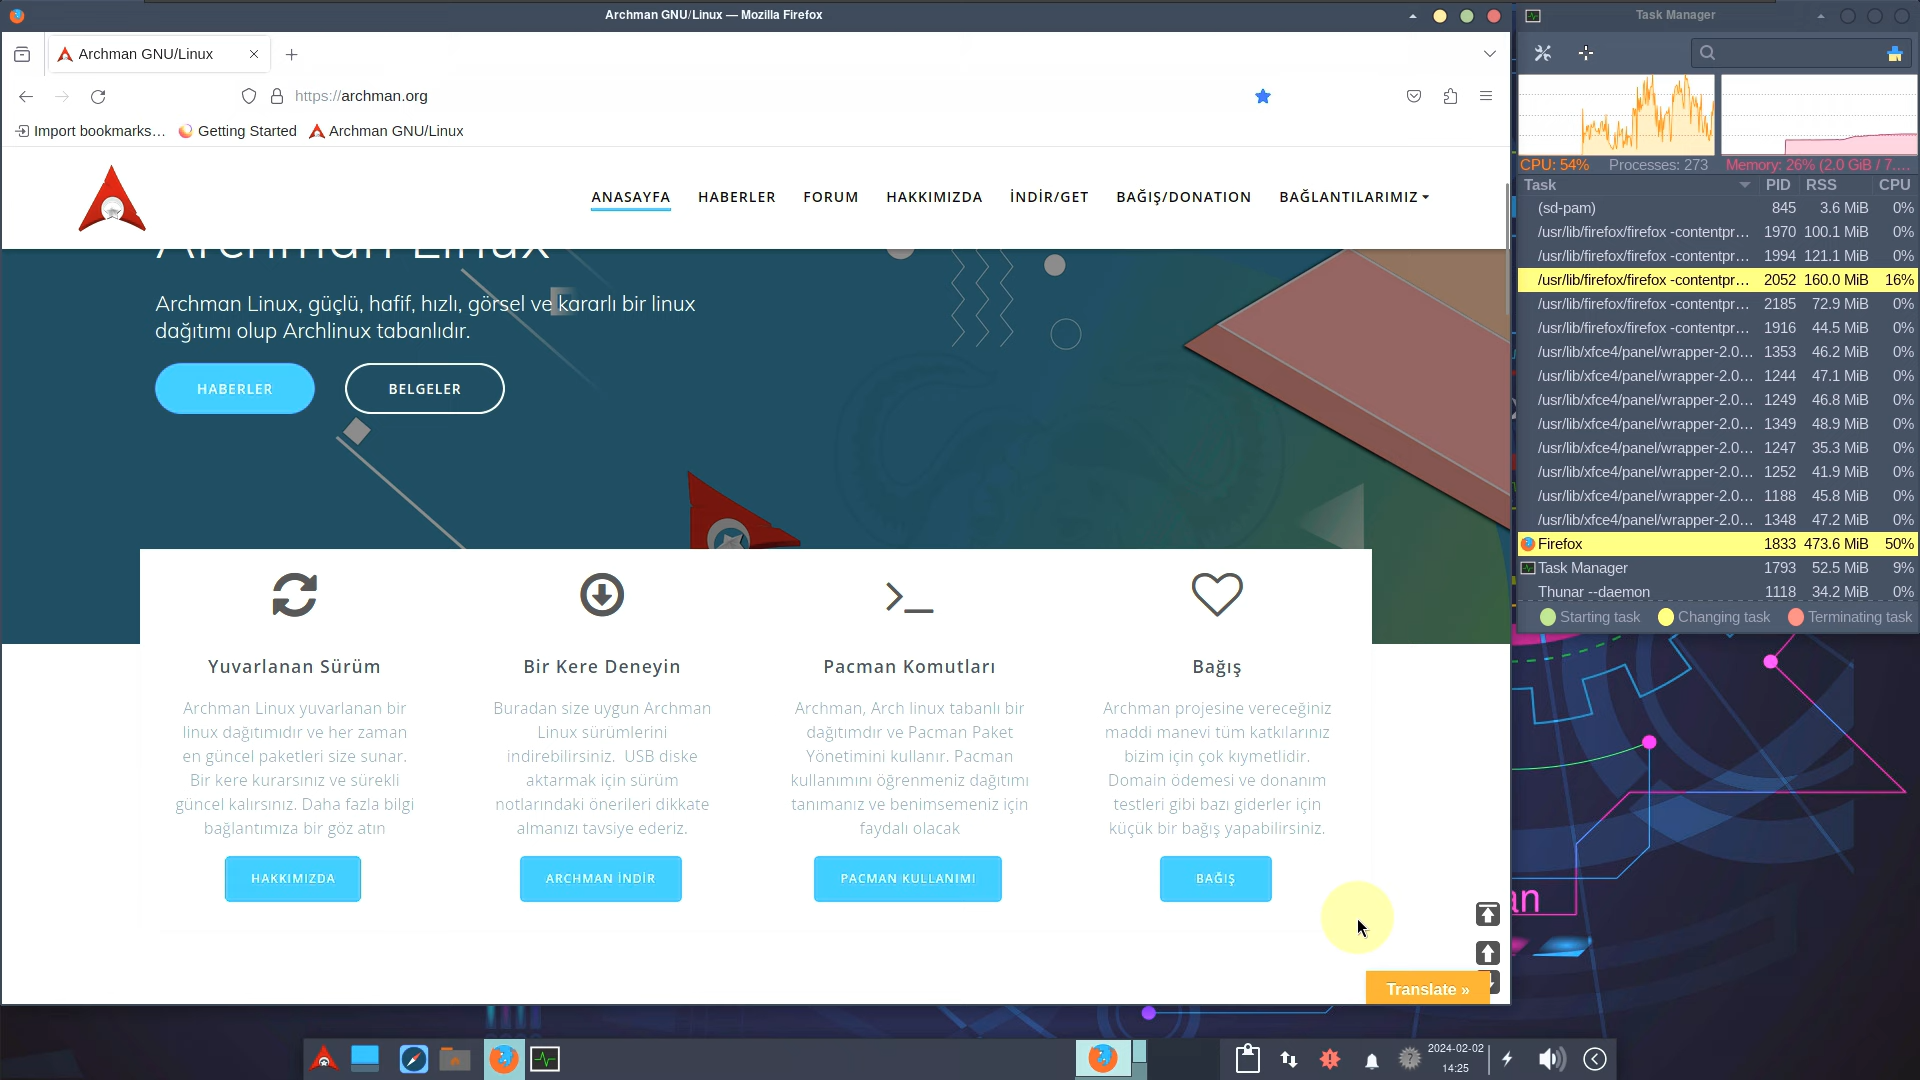 Archman GNU/Linux — Mozilla Firefox
Archman GNU/Linux
https://archman.org
Import bookmarks…
Getting Started
Archman GNU/Linux
ANASAYFA
HABERLER
FORUM
HAKKIMIZDA
İNDİR/GET
BAĞIŞ/DONATION
BAĞLANTILARIMIZ
Archman Linux
Archman Linux, güçlü, hafif, hızlı, görsel ve kararlı bir linux
dağıtımı olup Archlinux tabanlıdır.
HABERLER
BELGELER
Yuvarlanan Sürüm
Archman Linux yuvarlanan bir
linux dağıtımıdır ve her zaman
en güncel paketleri size sunar.
Bir kere kurarsınız ve sürekli
güncel kalırsınız. Daha fazla bilgi
bağlantımıza bir göz atın
HAKKIMIZDA
Bir Kere Deneyin
Buradan size uygun Archman
Linux sürümlerini
indirebilirsiniz. USB diske
aktarmak için sürüm
notlarındaki önerileri dikkate
almanızı tavsiye ederiz.
ARCHMAN İNDİR
Pacman Komutları
Archman, Arch linux tabanlı bir
dağıtımdır ve Pacman Paket
Yönetimini kullanır. Pacman
kullanımını öğrenmeniz dağıtımı
tanımanız ve benimsemeniz için
faydalı olacak
PACMAN KULLANIMI
Bağış
Archman projesine vereceğiniz
maddi manevi tüm katkılarınız
bizim için çok kıymetlidir.
Domain ödemesi ve donanım
testleri gibi bazı giderler için
küçük bir bağış yapabilirsiniz.
BAĞIŞ
Translate »
Task Manager
CPU: 54% Processes: 273 Memory: 26% (2.0 GiB / 7....
Task PID RSS CPU
(sd-pam) 845 3.6 MiB 0%
/usr/lib/firefox/firefox -contentpr... 1970 100.1 MiB 0%
/usr/lib/firefox/firefox -contentpr... 1994 121.1 MiB 0%
/usr/lib/firefox/firefox -contentpr... 2052 160.0 MiB 16%
/usr/lib/firefox/firefox -contentpr... 2185 72.9 MiB 0%
/usr/lib/firefox/firefox -contentpr... 1916 44.5 MiB 0%
/usr/lib/xfce4/panel/wrapper-2.0... 1353 46.2 MiB 0%
/usr/lib/xfce4/panel/wrapper-2.0... 1244 47.1 MiB 0%
/usr/lib/xfce4/panel/wrapper-2.0... 1249 46.8 MiB 0%
/usr/lib/xfce4/panel/wrapper-2.0... 1349 48.9 MiB 0%
/usr/lib/xfce4/panel/wrapper-2.0... 1247 35.3 MiB 0%
/usr/lib/xfce4/panel/wrapper-2.0... 1252 41.9 MiB 0%
/usr/lib/xfce4/panel/wrapper-2.0... 1188 45.8 MiB 0%
/usr/lib/xfce4/panel/wrapper-2.0... 1348 47.2 MiB 0%
Firefox 1833 473.6 MiB 50%
Task Manager 1793 52.5 MiB 9%
Thunar --daemon 1118 34.2 MiB 0%
Starting task Changing task Terminating task
an
2024-02-02
14:25